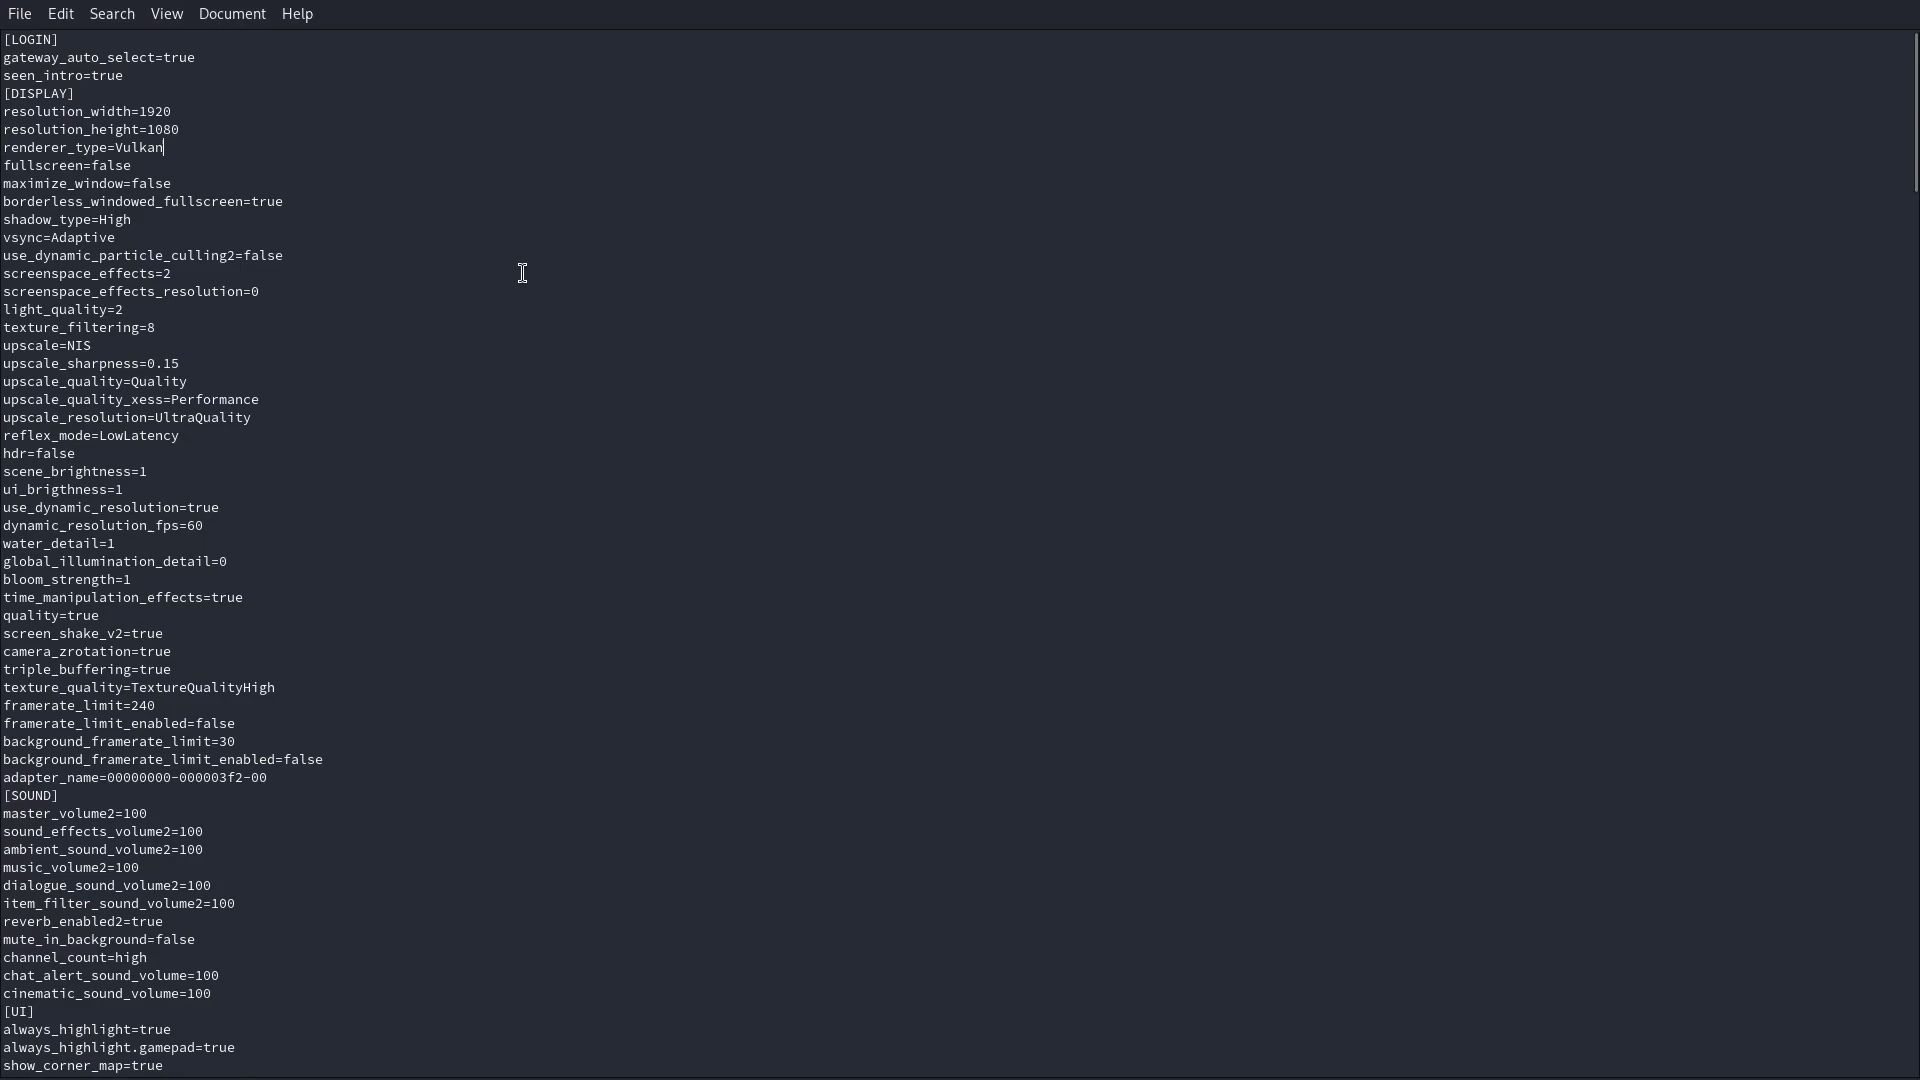 File Edit Search View Document Help
[LOGIN]
gateway_auto_select=true
seen_intro=true
[DISPLAY]
resolution_width=1920
resolution_height=1080
renderer_type=Vulkan
fullscreen=false
maximize_window=false
borderless_windowed_fullscreen=true
shadow_type=High
vsync=Adaptive
use_dynamic_particle_culling2=false
screenspace_effects=2
screenspace_effects_resolution=0
light_quality=2
texture_filtering=8
upscale=NIS
upscale_sharpness=0.15
upscale_quality=Quality
upscale_quality_xess=Performance
upscale_resolution=UltraQuality
reflex_mode=LowLatency
hdr=false
scene_brightness=1
ui_brigthness=1
use_dynamic_resolution=true
dynamic_resolution_fps=60
water_detail=1
global_illumination_detail=0
bloom_strength=1
time_manipulation_effects=true
quality=true
screen_shake_v2=true
camera_zrotation=true
triple_buffering=true
texture_quality=TextureQualityHigh
framerate_limit=240
framerate_limit_enabled=false
background_framerate_limit=30
background_framerate_limit_enabled=false
adapter_name=00000000-000003f2-00
[SOUND]
master_volume2=100
sound_effects_volume2=100
ambient_sound_volume2=100
music_volume2=100
dialogue_sound_volume2=100
item_filter_sound_volume2=100
reverb_enabled2=true
mute_in_background=false
channel_count=high
chat_alert_sound_volume=100
cinematic_sound_volume=100
[UI]
always_highlight=true
always_highlight.gamepad=true
show_corner_map=true